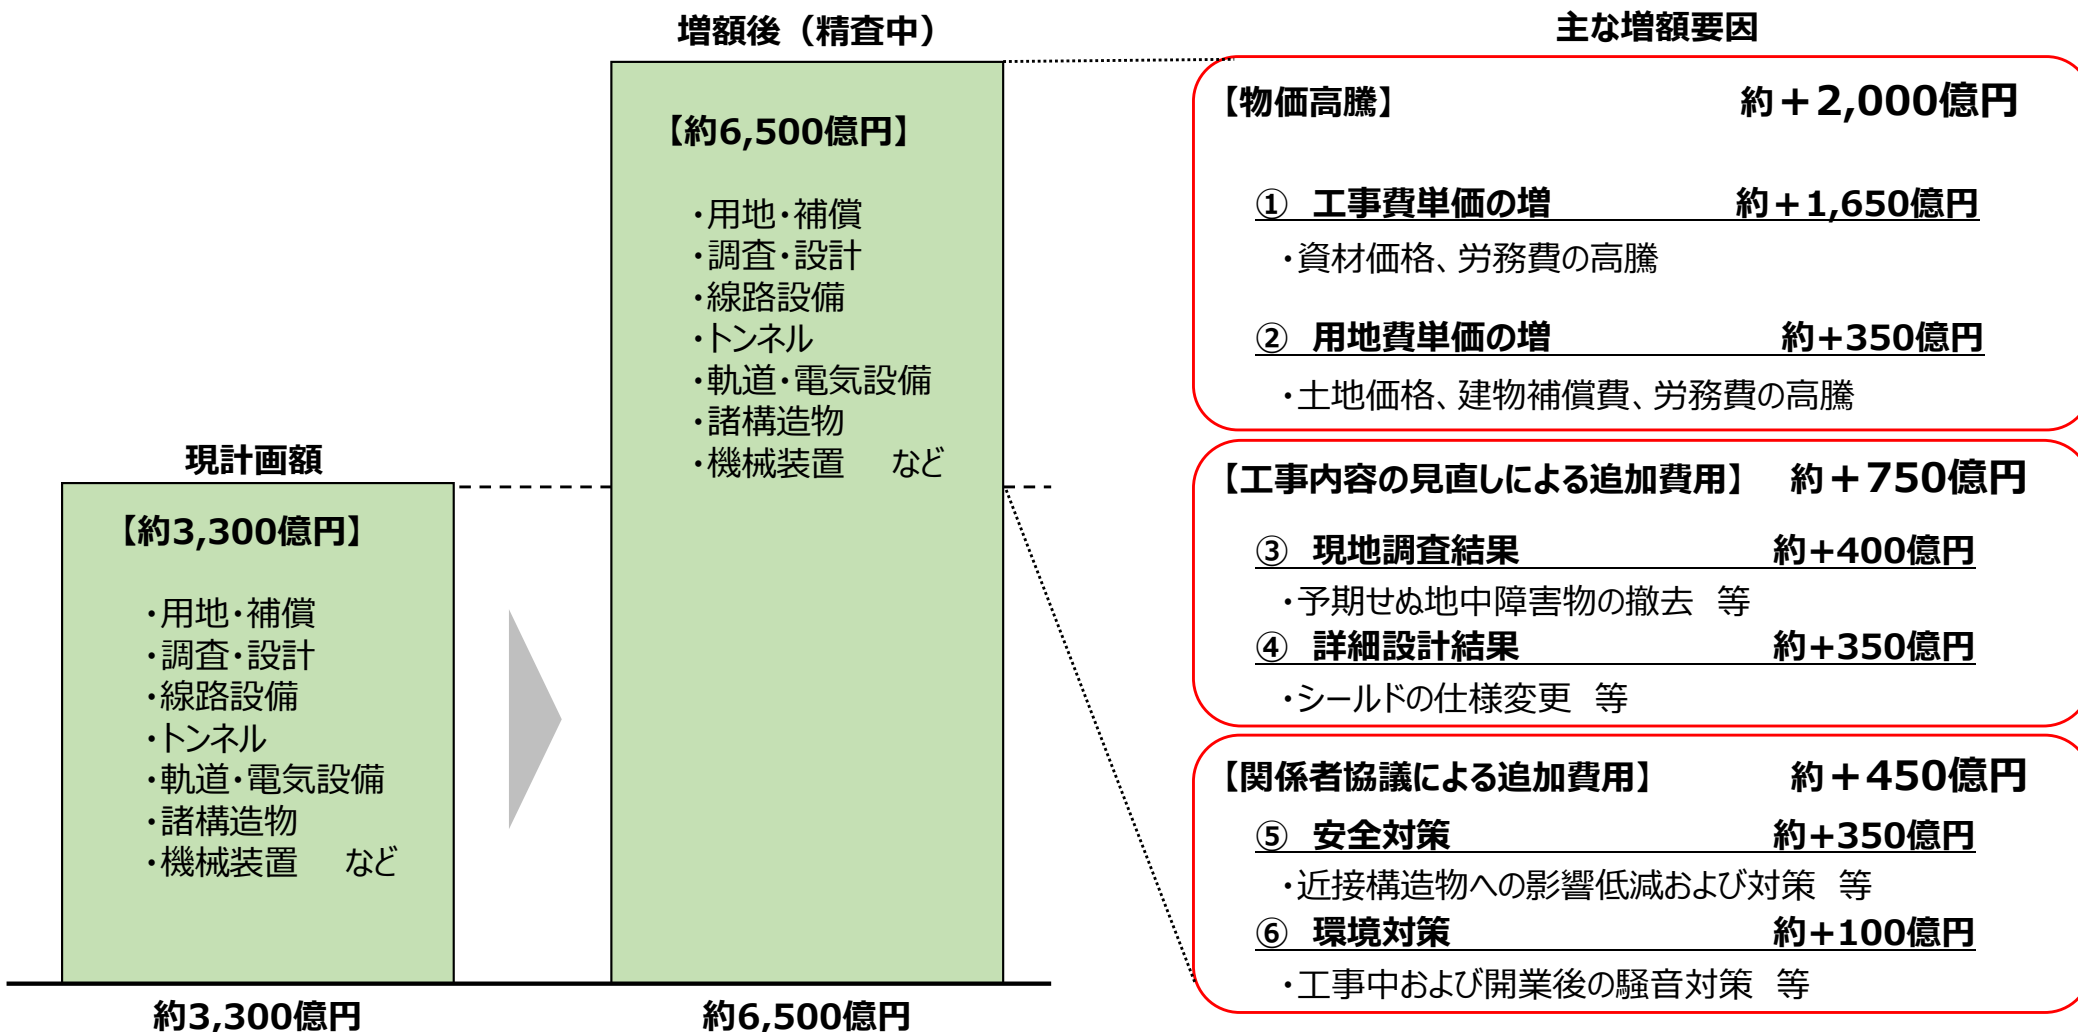 現計画額
【約3,300億円】
・用地・補償
・調査・設計
・線路設備
・トンネル
・軌道・電気設備
・諸構造物
・機械装置　など
約3,300億円
増額後（精査中）
【約6,500億円】
・用地・補償
・調査・設計
・線路設備
・トンネル
・軌道・電気設備
・諸構造物
・機械装置　など
約6,500億円
主な増額要因
【物価高騰】　約＋2,000億円
①　工事費単価の増　約＋1,650億円
・資材価格、労務費の高騰
②　用地費単価の増　約+350億円
・土地価格、建物補償費、労務費の高騰
【工事内容の見直しによる追加費用】　約＋750億円
③　現地調査結果　約+400億円
・予期せぬ地中障害物の撤去　等
④　詳細設計結果　約+350億円
・シールドの仕様変更　等
【関係者協議による追加費用】　約＋450億円
⑤　安全対策　約+350億円
・近接構造物への影響低減および対策　等
⑥　環境対策　約+100億円
・工事中および開業後の騒音対策　等